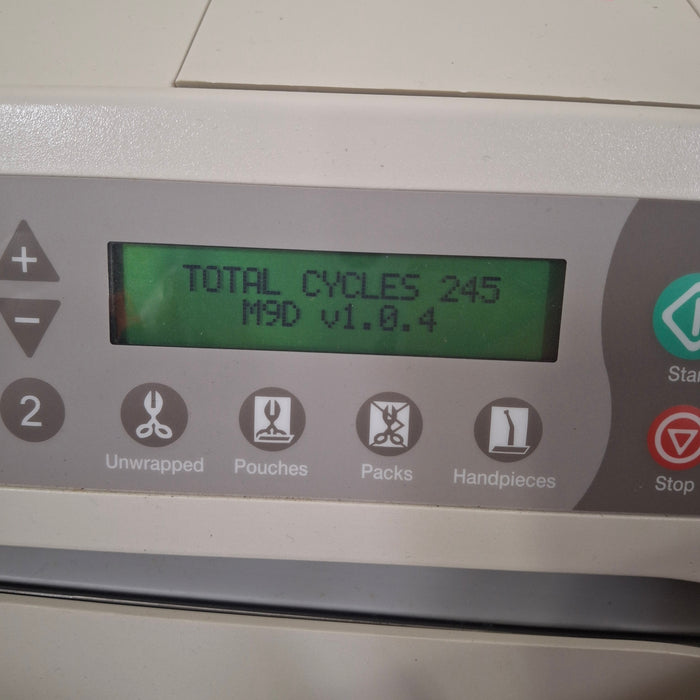 TOTAL CYCLES 245
M9D v1.0.4
+
−
2
Unwrapped
Pouches
Packs
Handpieces
Stop